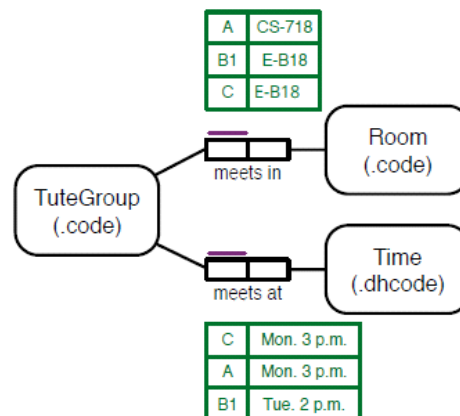 A CS-718
B1 E-B18
C E-B18
meets in
Room
(.code)
TuteGroup
(.code)
meets at
Time
(.dhcode)
C Mon. 3 p.m.
A Mon. 3 p.m.
B1 Tue. 2 p.m.